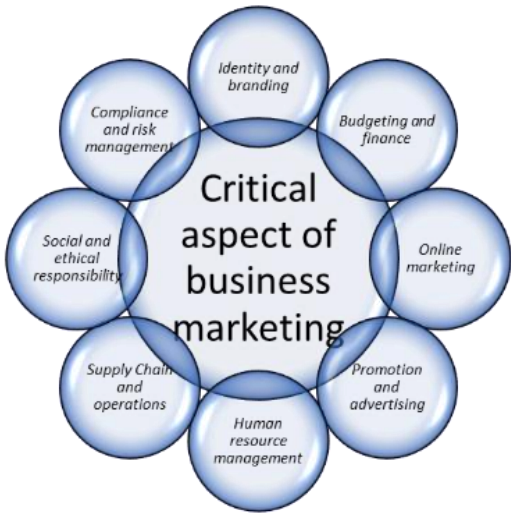 Identity and
branding
Budgeting and
finance
Online
marketing
Promotion
and
advertising
Human
resource
management
Supply Chain
and
operations
Social and
ethical
responsibility
Compliance
and risk
management
Critical
aspect of
business
marketing